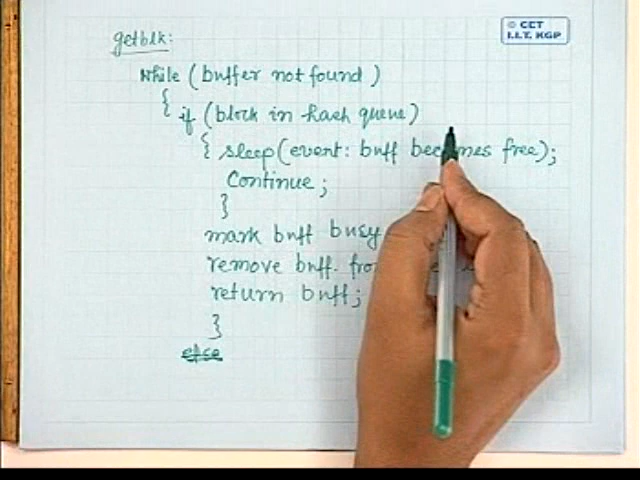 © CET
I.I.T. KGP
getblk:
while (buffer not found)
{ if (block in hash queue)
{ sleep (event: buff becomes free);
Continue;
}
mark buff busy
remove buff. from
return buff;
}
else